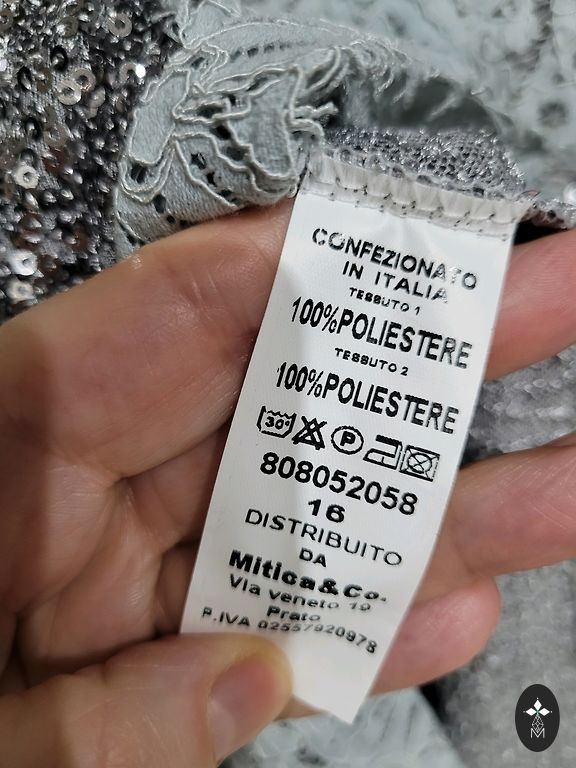 CONFEZIONATO
IN ITALIA
TESSUTO 1
100%POLIESTERE
TESSUTO 2
100%POLIESTERE
30° P
808052058
16
DISTRIBUITO
DA
Mitica&Co.
Via veneto 19
Prato
P.IVA 02557920978
M